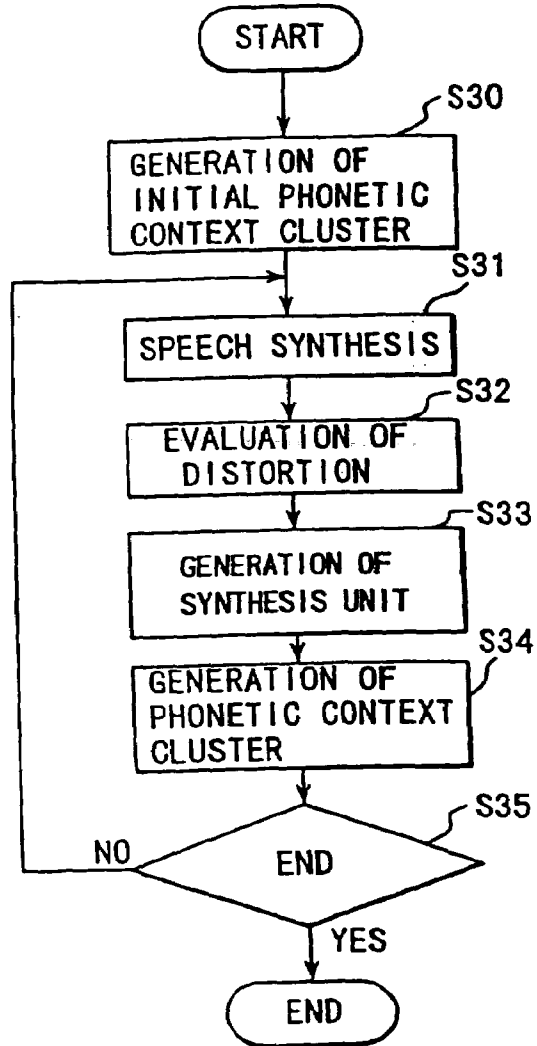 START
S30
GENERATION OF
INITIAL PHONETIC
CONTEXT CLUSTER
S31
SPEECH SYNTHESIS
S32
EVALUATION OF
DISTORTION
S33
GENERATION OF
SYNTHESIS UNIT
S34
GENERATION OF
PHONETIC CONTEXT
CLUSTER
S35
NO
END
YES
END